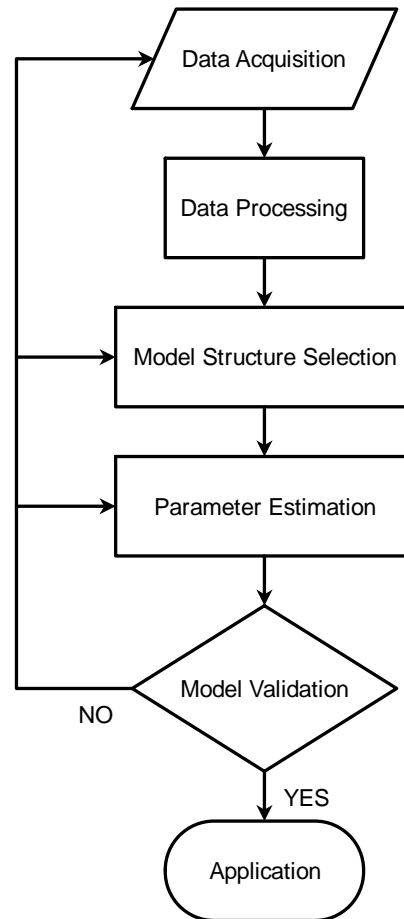 Data Acquisition
Data Processing
Model Structure Selection
Parameter Estimation
Model Validation
NO
YES
Application